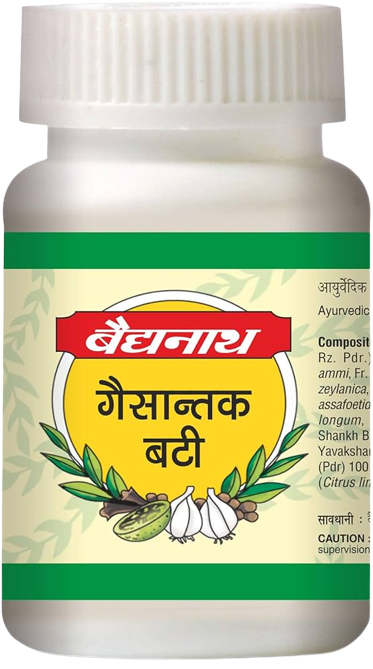 बैद्यनाथ
गैसान्तक
बटी
आयुर्वेदिक
Ayurvedic
Composit
Rz. Pdr.)
ammi, Fr.
zeylanica,
assafoetid
longum,
Shankh B
Yavakshar
(Pdr) 100
(Citrus lin
सावधानी :
CAUTION :
supervision